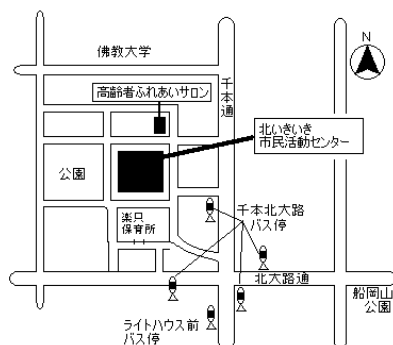 佛教大学
N
高齢者ふれあいサロン
千本通
北いきいき
市民活動センター
公園
楽只
保育所
千本北大路
バス停
北大路通
船岡山
公園
ライトハウス前
バス停